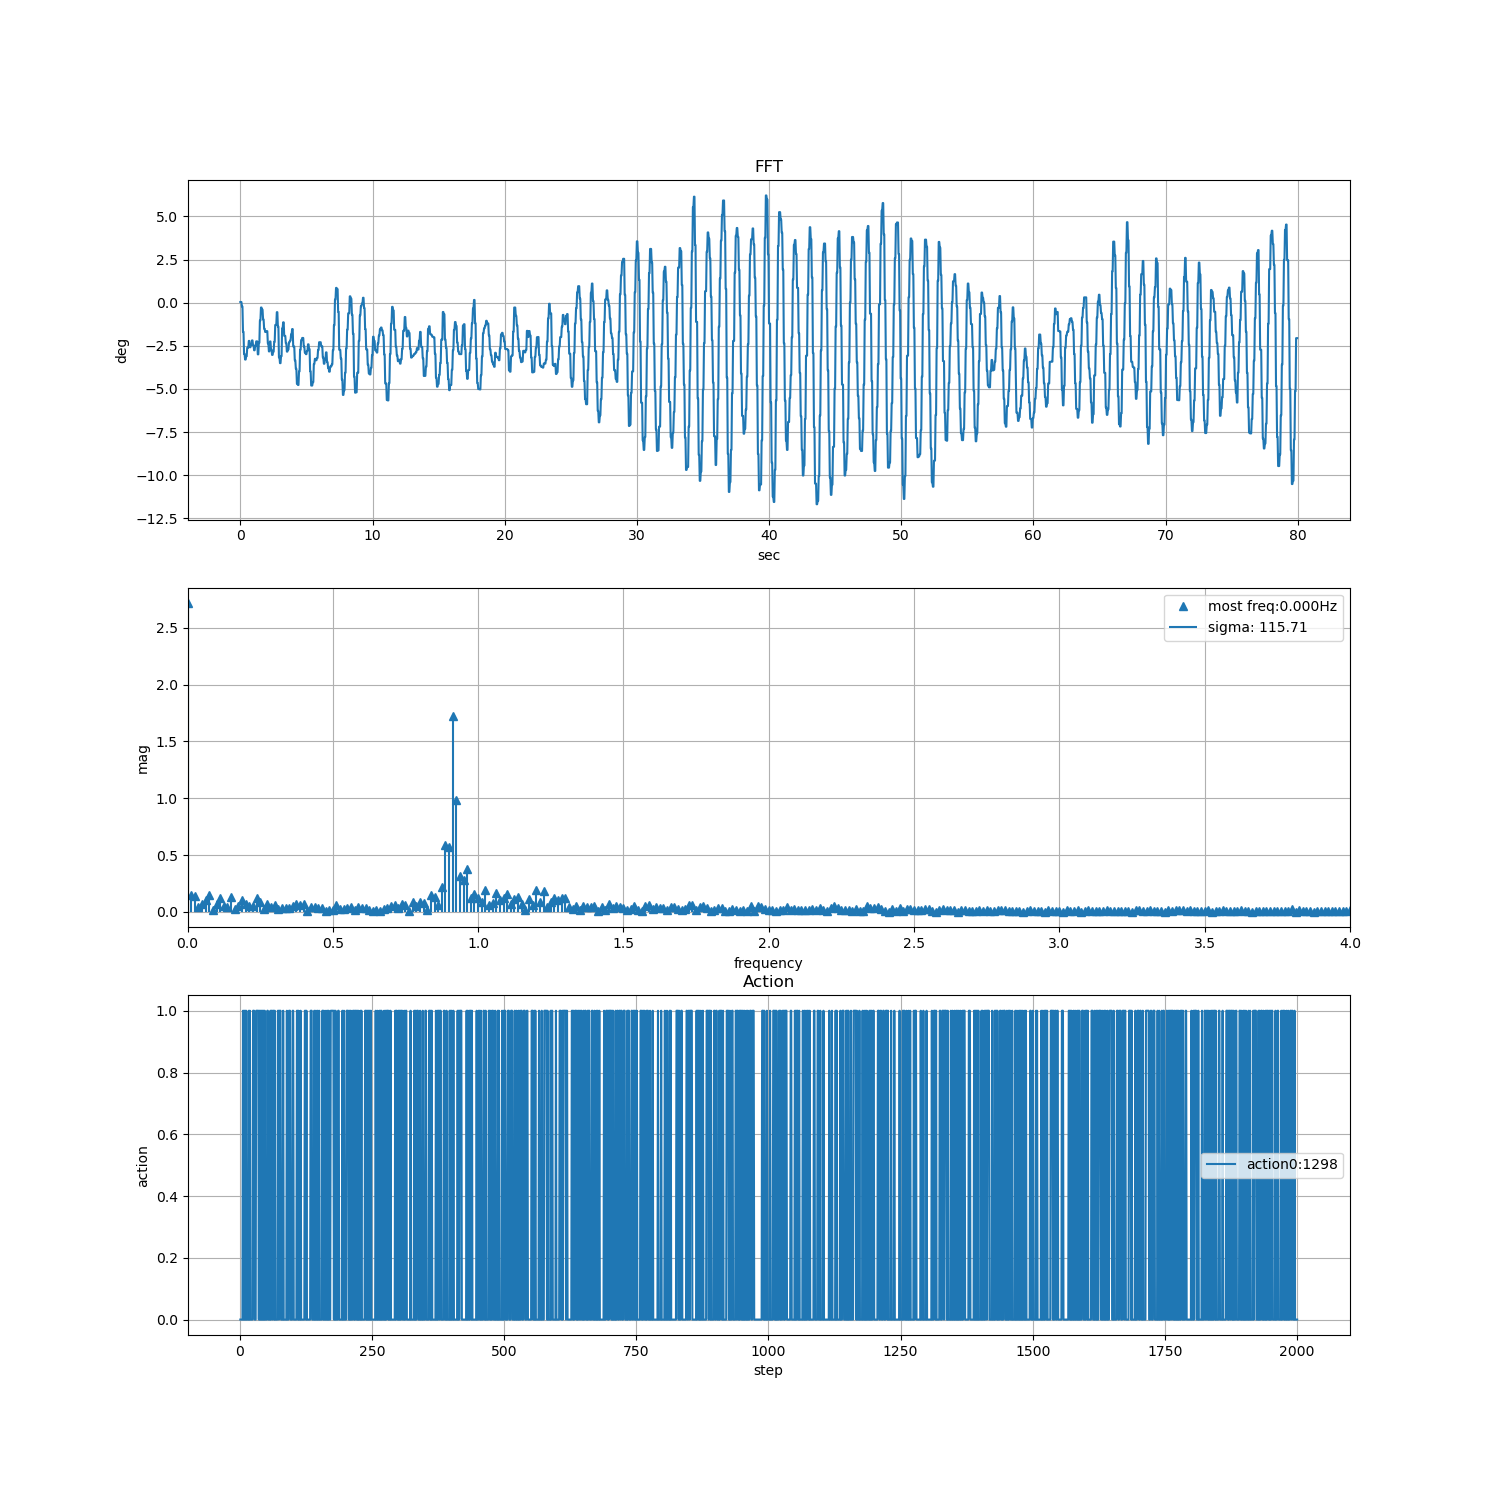 FFT
5.0
2.5
0.0
−2.5
−5.0
−7.5
−10.0
−12.5
deg
0 10 20 30 40 50 60 70 80
sec
most freq:0.000Hz
sigma: 115.71
2.5
2.0
1.5
1.0
0.5
0.0
mag
0.0 0.5 1.0 1.5 2.0 2.5 3.0 3.5 4.0
frequency
Action
1.0
0.8
0.6
0.4
0.2
0.0
action
action0:1298
0 250 500 750 1000 1250 1500 1750 2000
step